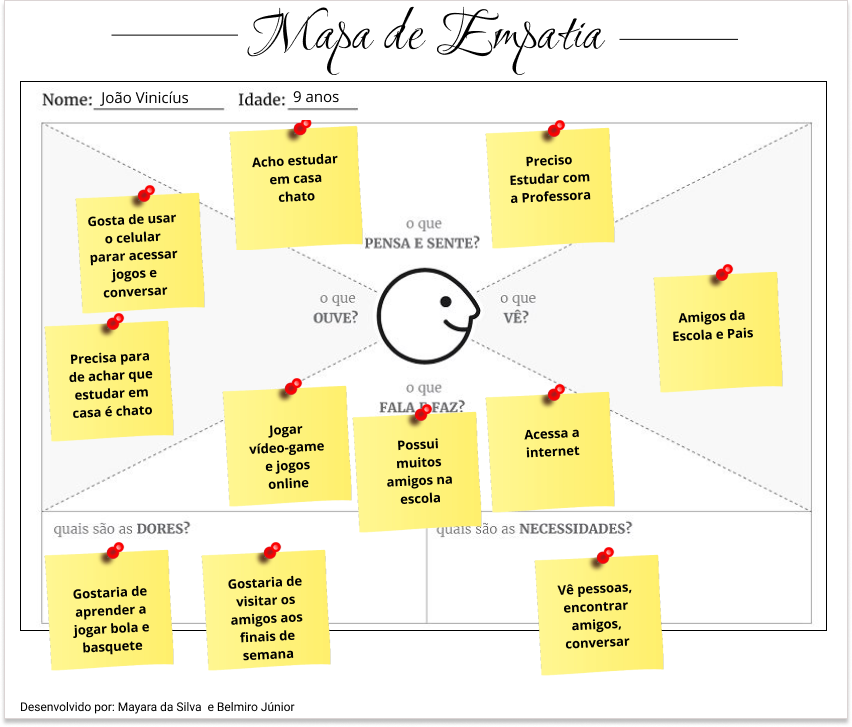 Mapa de Empatia
Nome: João Vinicíus Idade: 9 anos
Acho estudar
em casa
chato
Preciso
Estudar com
a Professora
Gosta de usar
o celular
parar acessar
jogos e
conversar
o que
PENSA E SENTE?
o que
OUVE?
o que
VÊ?
Amigos da
Escola e Pais
Precisa para
de achar que
estudar em
casa é chato
o que
FALA E FAZ?
Jogar
vídeo-game
e jogos
online
Possui
muitos
amigos na
escola
Acessa a
internet
quais são as DORES?
quais são as NECESSIDADES?
Gostaria de
aprender a
jogar bola e
basquete
Gostaria de
visitar os
amigos aos
finais de
semana
Vê pessoas,
encontrar
amigos,
conversar
Desenvolvido por: Mayara da Silva e Belmiro Júnior